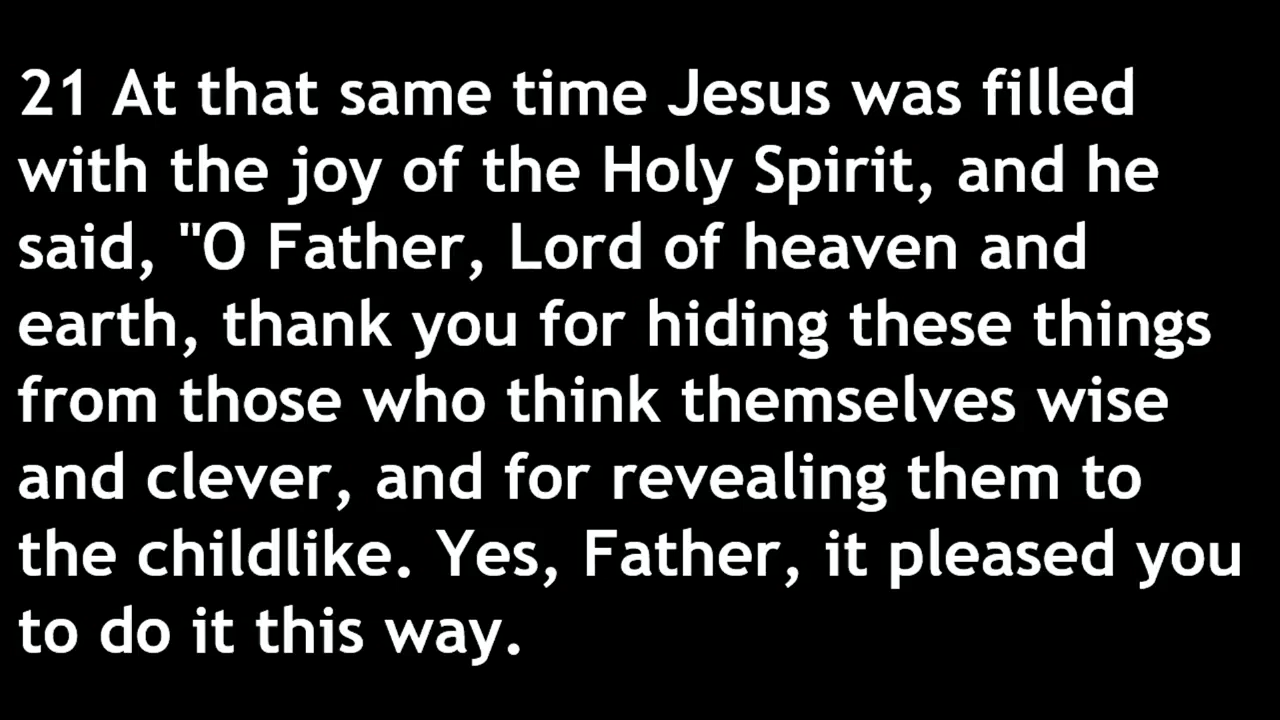 21 At that same time Jesus was filled
with the joy of the Holy Spirit, and he
said, "O Father, Lord of heaven and
earth, thank you for hiding these things
from those who think themselves wise
and clever, and for revealing them to
the childlike. Yes, Father, it pleased you
to do it this way.